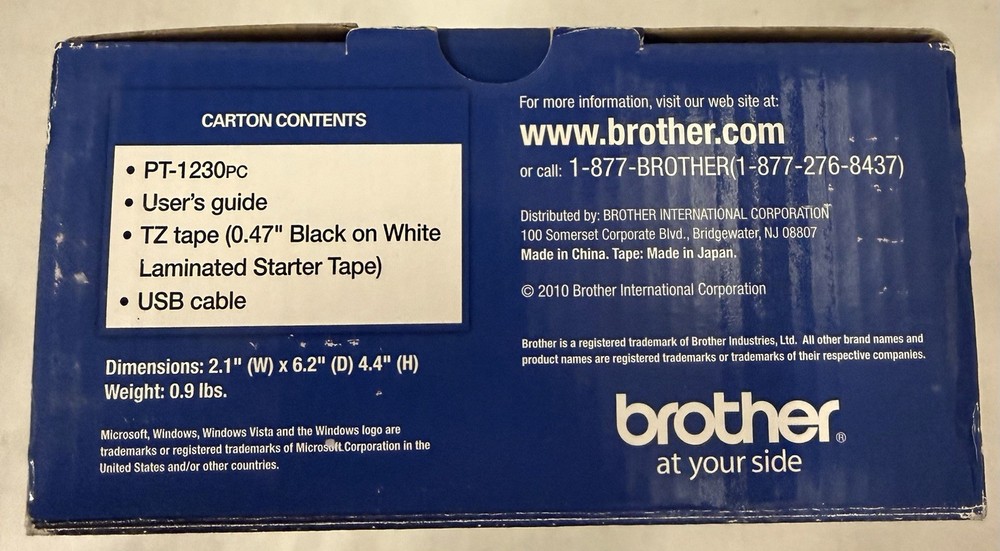 CARTON CONTENTS
• PT-1230PC
• User's guide
• TZ tape (0.47" Black on White
Laminated Starter Tape)
• USB cable
Dimensions: 2.1" (W) x 6.2" (D) 4.4" (H)
Weight: 0.9 lbs.
Microsoft, Windows, Windows Vista and the Windows logo are
trademarks or registered trademarks of Microsoft Corporation in the
United States and/or other countries.
For more information, visit our web site at:
www.brother.com
or call: 1-877-BROTHER(1-877-276-8437)
Distributed by: BROTHER INTERNATIONAL CORPORATION
100 Somerset Corporate Blvd., Bridgewater, NJ 08807
Made in China. Tape: Made in Japan.
© 2010 Brother International Corporation
Brother is a registered trademark of Brother Industries, Ltd. All other brand names and
product names are registered trademarks or trademarks of their respective companies.
brother®
at your side